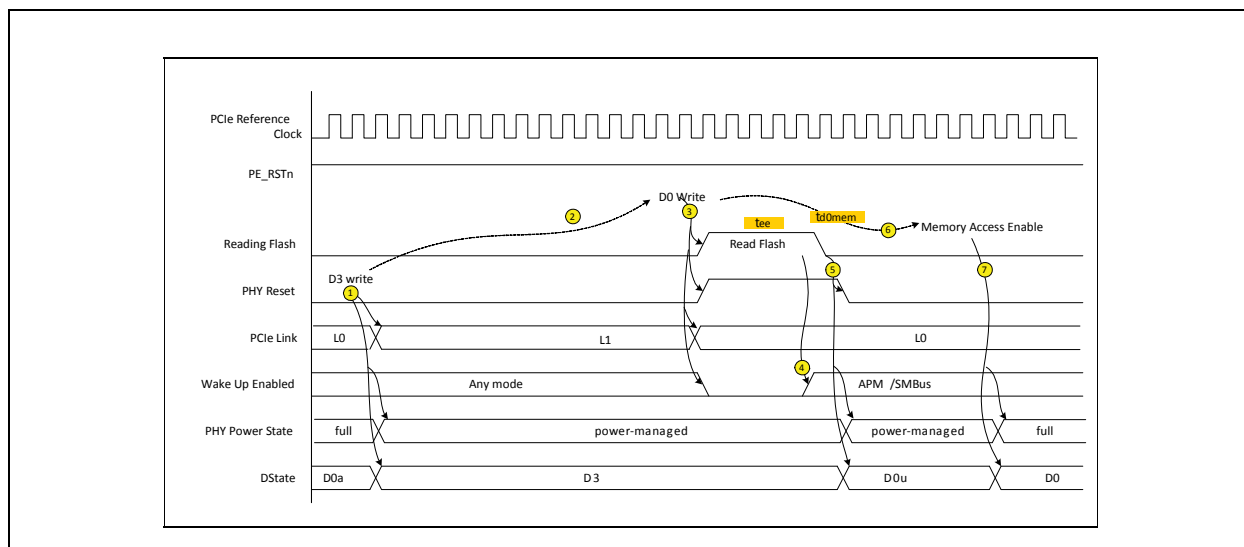 PCIe Reference
Clock
PE_RSTn
D0 Write
2
3
tee
td0mem
6
Memory Access Enable
Reading Flash
Read Flash
D3 write
5
7
PHY Reset
1
PCIe Link
L0
L1
L0
4
Wake Up Enabled
Any mode
APM /SMBus
PHY Power State
full
power-managed
power-managed
full
DState
D0a
D3
D0u
D0